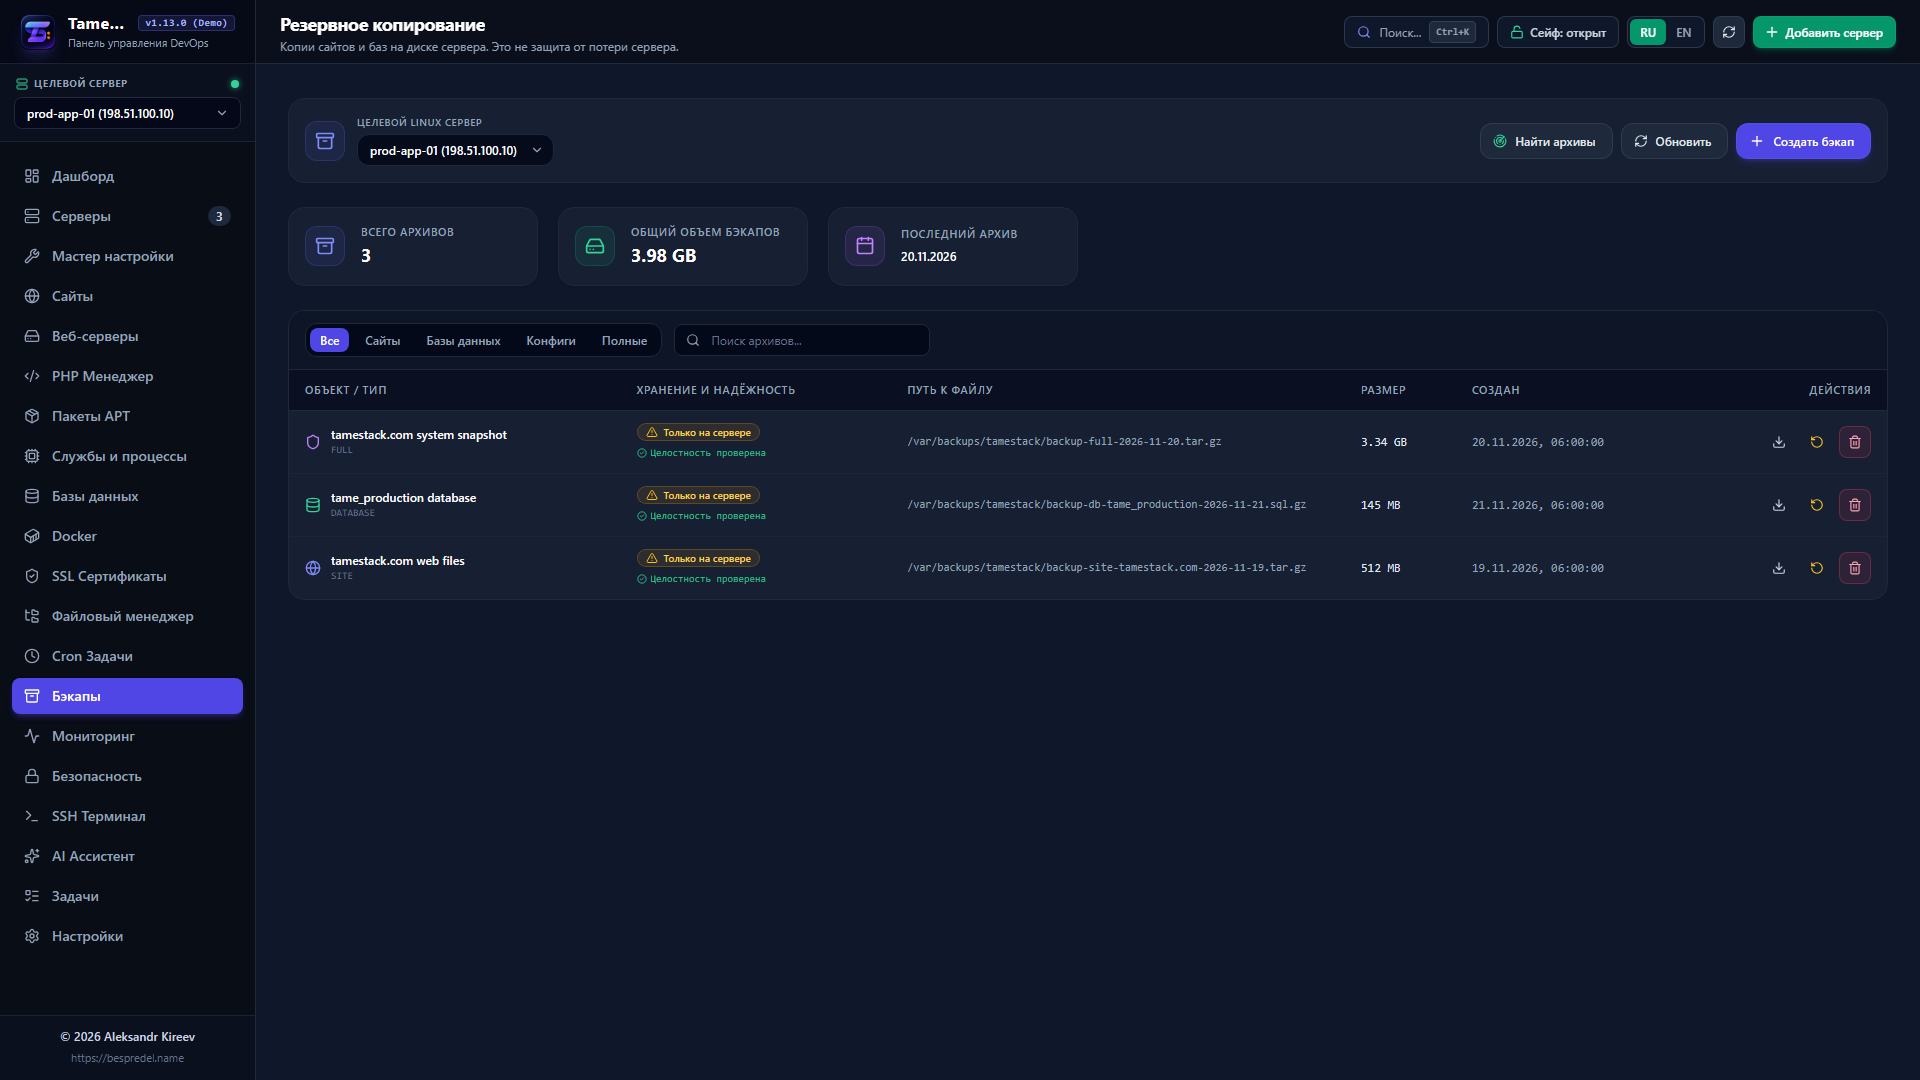 Tame...
v1.13.0 (Demo)
Панель управления DevOps
ЦЕЛЕВОЙ СЕРВЕР
prod-app-01 (198.51.100.10)
Дашборд
Серверы
3
Мастер настройки
Сайты
Веб-серверы
PHP Менеджер
Пакеты APT
Службы и процессы
Базы данных
Docker
SSL Сертификаты
Файловый менеджер
Cron Задачи
Бэкапы
Мониторинг
Безопасность
SSH Терминал
AI Ассистент
Задачи
Настройки
© 2026 Aleksandr Kireev
https://bespredel.name
Резервное копирование
Копии сайтов и баз на диске сервера. Это не защита от потери сервера.
Поиск... Ctrl+K
Сейф: открыт
RU EN
Добавить сервер
ЦЕЛЕВОЙ LINUX СЕРВЕР
prod-app-01 (198.51.100.10)
Найти архивы
Обновить
Создать бэкап
ВСЕГО АРХИВОВ
3
ОБЩИЙ ОБЪЕМ БЭКАПОВ
3.98 GB
ПОСЛЕДНИЙ АРХИВ
20.11.2026
Все Сайты Базы данных Конфиги Полные
Поиск архивов...
ОБЪЕКТ / ТИП ХРАНЕНИЕ И НАДЁЖНОСТЬ ПУТЬ К ФАЙЛУ РАЗМЕР СОЗДАН ДЕЙСТВИЯ
tamestack.com system snapshot
FULL
Только на сервере
Целостность проверена
/var/backups/tamestack/backup-full-2026-11-20.tar.gz
3.34 GB
20.11.2026, 06:00:00
tame_production database
DATABASE
Только на сервере
Целостность проверена
/var/backups/tamestack/backup-db-tame_production-2026-11-21.sql.gz
145 MB
21.11.2026, 06:00:00
tamestack.com web files
SITE
Только на сервере
Целостность проверена
/var/backups/tamestack/backup-site-tamestack.com-2026-11-19.tar.gz
512 MB
19.11.2026, 06:00:00